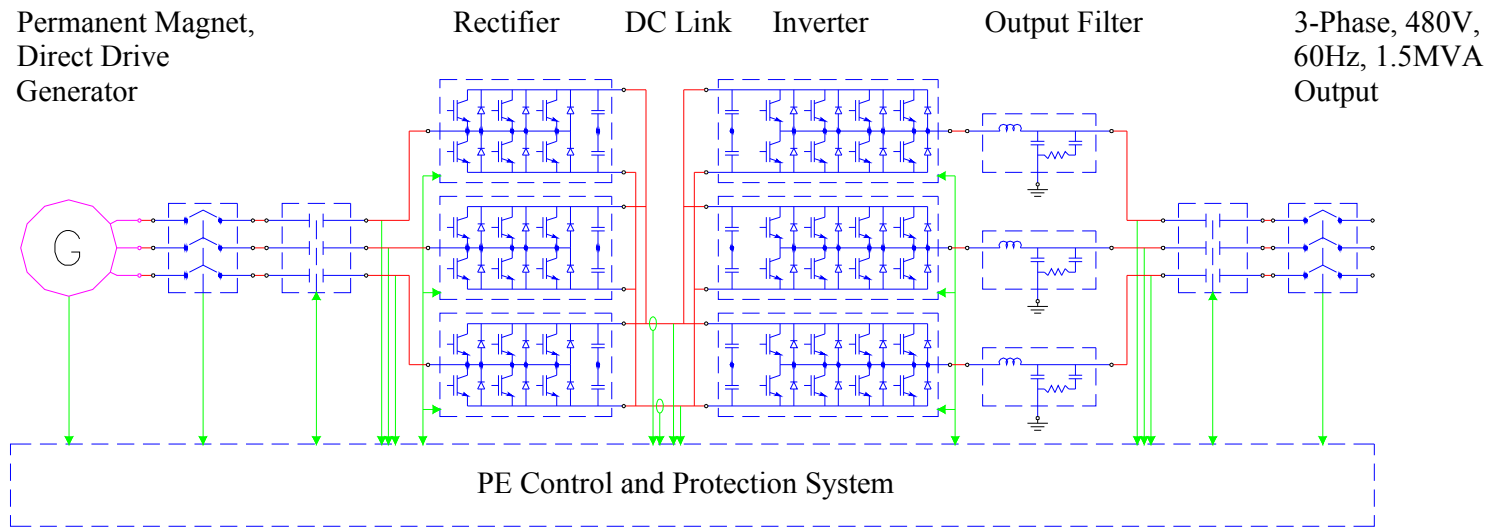 Permanent Magnet,
Direct Drive
Generator
Rectifier
DC Link
Inverter
Output Filter
3-Phase, 480V,
60Hz, 1.5MVA
Output
G
PE Control and Protection System